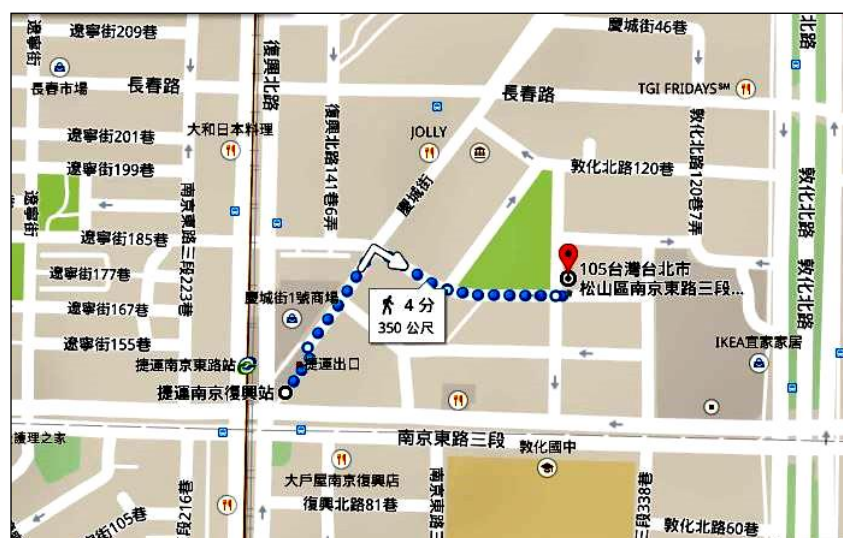 遼寧街209巷
慶城街46巷
遼寧街
復興北路
敦化北路
長春市場
長春路
TGI FRIDAYS℠
長春路
遼寧街201巷
大和日本料理
JOLLY
復興北路141巷6弄
敦化北路120巷7弄
遼寧街199巷
敦化北路120巷
慶城街
南京東路三段223巷
遼寧街
敦化北路
敦化北路
遼寧街185巷
遼寧街177巷
105台灣台北市
松山區南京東路三段...
慶城街1號商場
4 分
350 公尺
遼寧街167巷
遼寧街155巷
IKEA宜家家居
捷運南京東路站
捷運出口
捷運南京復興站
敦化北路
護理之家
南京東路三段
敦化國中
大戶屋南京復興店
復興北路81巷
三段216巷
南京東路三
三段338巷
街105巷
敦化北路60巷